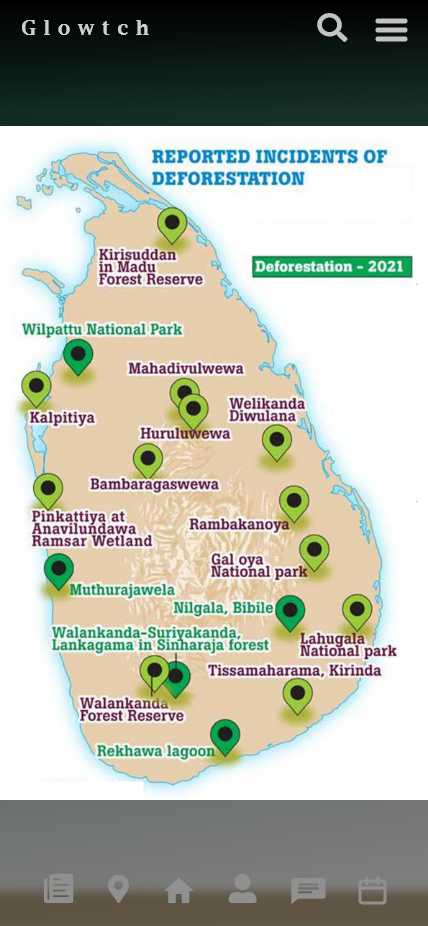 Glowtch
REPORTED INCIDENTS OF
DEFORESTATION
Kirisuddan
in Madu
Forest Reserve
Deforestation - 2021
Wilpattu National Park
Mahadivulwewa
Kalpitiya
Welikanda
Diwulana
Huruluwewa
Bambaragaswewa
Pinkattiya at
Anavilundawa
Ramsar Wetland
Rambakanoya
Gal oya
National park
Muthurajawela
Nilgala, Bibile
Walankanda-Suriyakanda,
Lankagama in Sinharaja forest
Lahugala
National park
Tissamaharama, Kirinda
Walankanda
Forest Reserve
Rekhawa lagoon